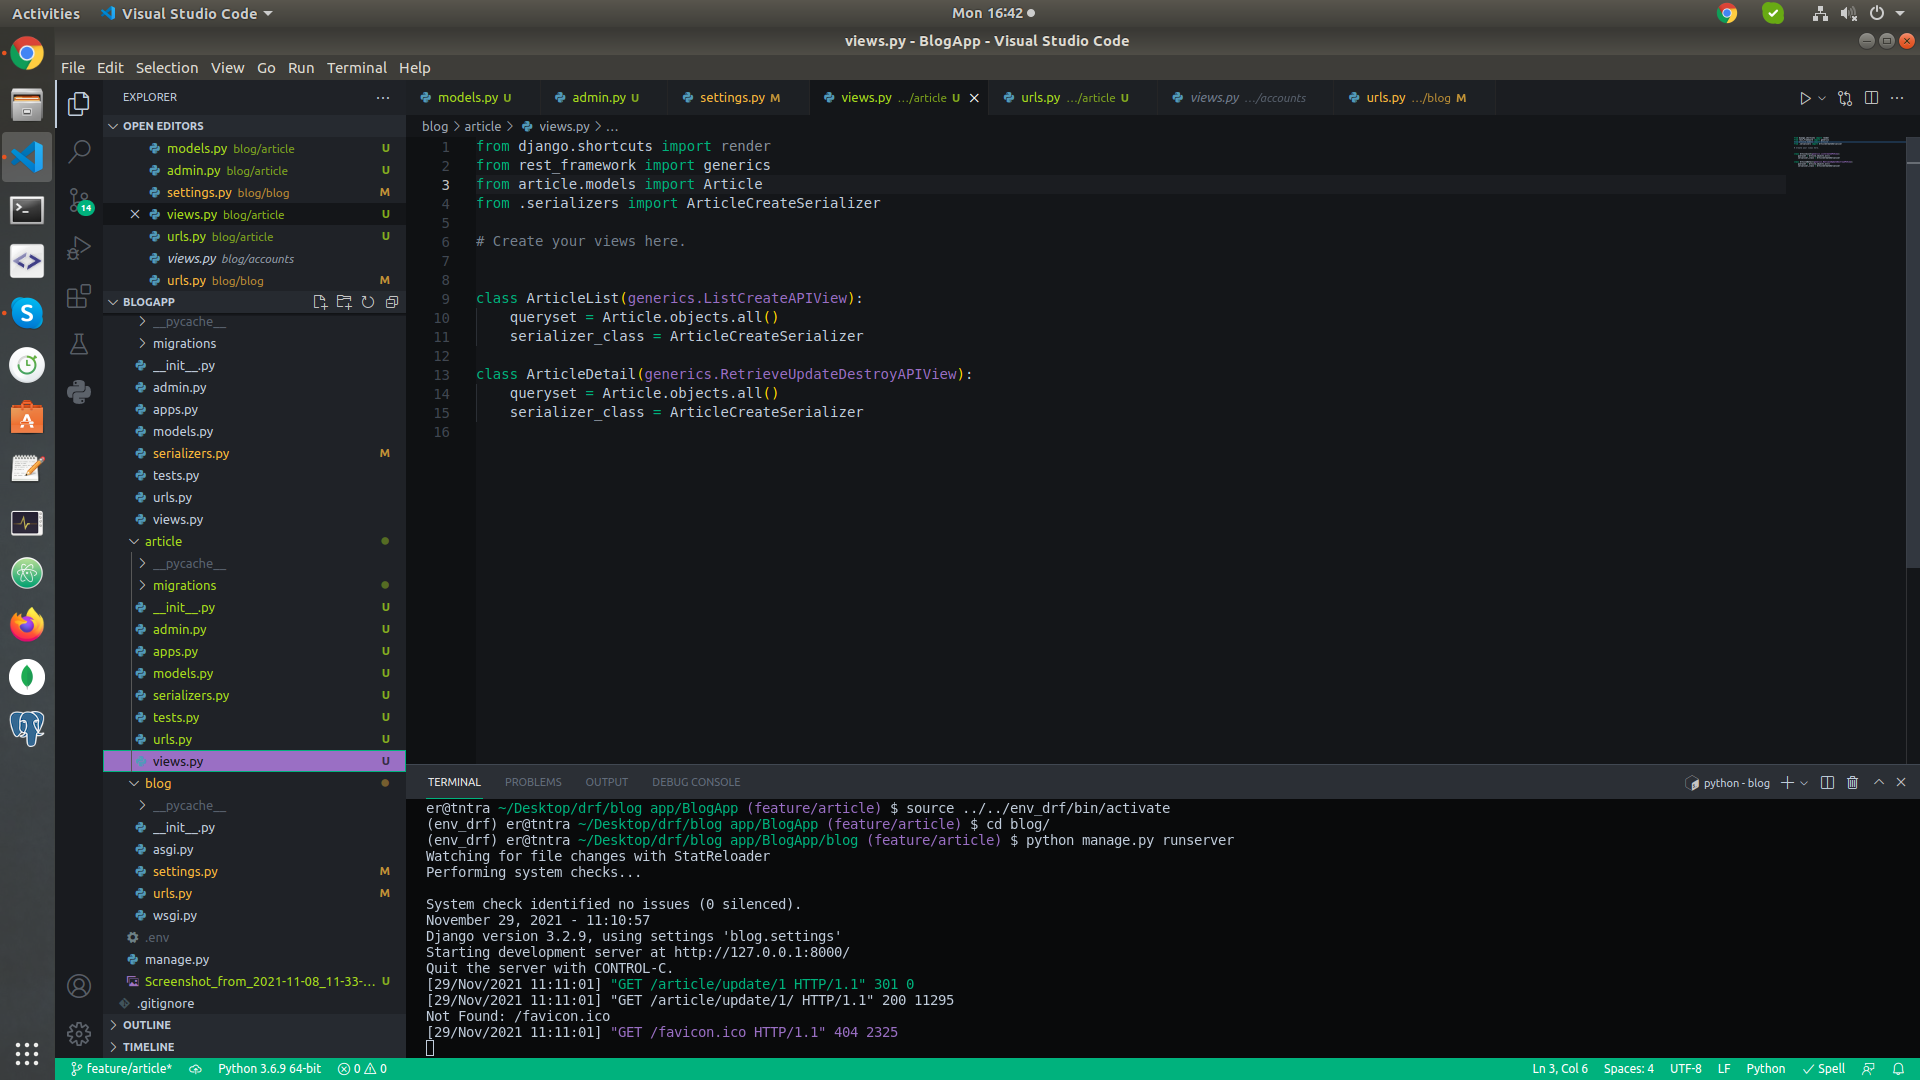 Activities Visual Studio Code Mon 16:42
views.py - BlogApp - Visual Studio Code
File Edit Selection View Go Run Terminal Help
EXPLORER
OPEN EDITORS
models.py blog/article U
admin.py blog/article U
settings.py blog/blog M
views.py blog/article U
urls.py blog/article U
views.py blog/accounts
urls.py blog/blog M
14
BLOGAPP
__pycache__
migrations
__init__.py
admin.py
apps.py
models.py
serializers.py M
tests.py
urls.py
views.py
article
__pycache__
migrations
__init__.py U
admin.py U
apps.py U
models.py U
serializers.py U
tests.py U
urls.py U
views.py U
blog
__pycache__
__init__.py
asgi.py
settings.py M
urls.py M
wsgi.py
.env
manage.py
Screenshot_from_2021-11-08_11-33-... U
.gitignore
OUTLINE
TIMELINE
models.py U admin.py U settings.py M views.py .../article U urls.py .../article U views.py .../accounts urls.py .../blog M
blog > article > views.py > ...
1 from django.shortcuts import render
2 from rest_framework import generics
3 from article.models import Article
4 from .serializers import ArticleCreateSerializer
5
6 # Create your views here.
7
8
9 class ArticleList(generics.ListCreateAPIView):
10 queryset = Article.objects.all()
11 serializer_class = ArticleCreateSerializer
12
13 class ArticleDetail(generics.RetrieveUpdateDestroyAPIView):
14 queryset = Article.objects.all()
15 serializer_class = ArticleCreateSerializer
16
TERMINAL PROBLEMS OUTPUT DEBUG CONSOLE python - blog
er@tntra ~/Desktop/drf/blog app/BlogApp (feature/article) $ source ../../env_drf/bin/activate
(env_drf) er@tntra ~/Desktop/drf/blog app/BlogApp (feature/article) $ cd blog/
(env_drf) er@tntra ~/Desktop/drf/blog app/BlogApp/blog (feature/article) $ python manage.py runserver
Watching for file changes with StatReloader
Performing system checks...
System check identified no issues (0 silenced).
November 29, 2021 - 11:10:57
Django version 3.2.9, using settings 'blog.settings'
Starting development server at http://127.0.0.1:8000/
Quit the server with CONTROL-C.
[29/Nov/2021 11:11:01] "GET /article/update/1 HTTP/1.1" 301 0
[29/Nov/2021 11:11:01] "GET /article/update/1/ HTTP/1.1" 200 11295
Not Found: /favicon.ico
[29/Nov/2021 11:11:01] "GET /favicon.ico HTTP/1.1" 404 2325
feature/article* Python 3.6.9 64-bit 0 0 Ln 3, Col 6 Spaces: 4 UTF-8 LF Python Spell